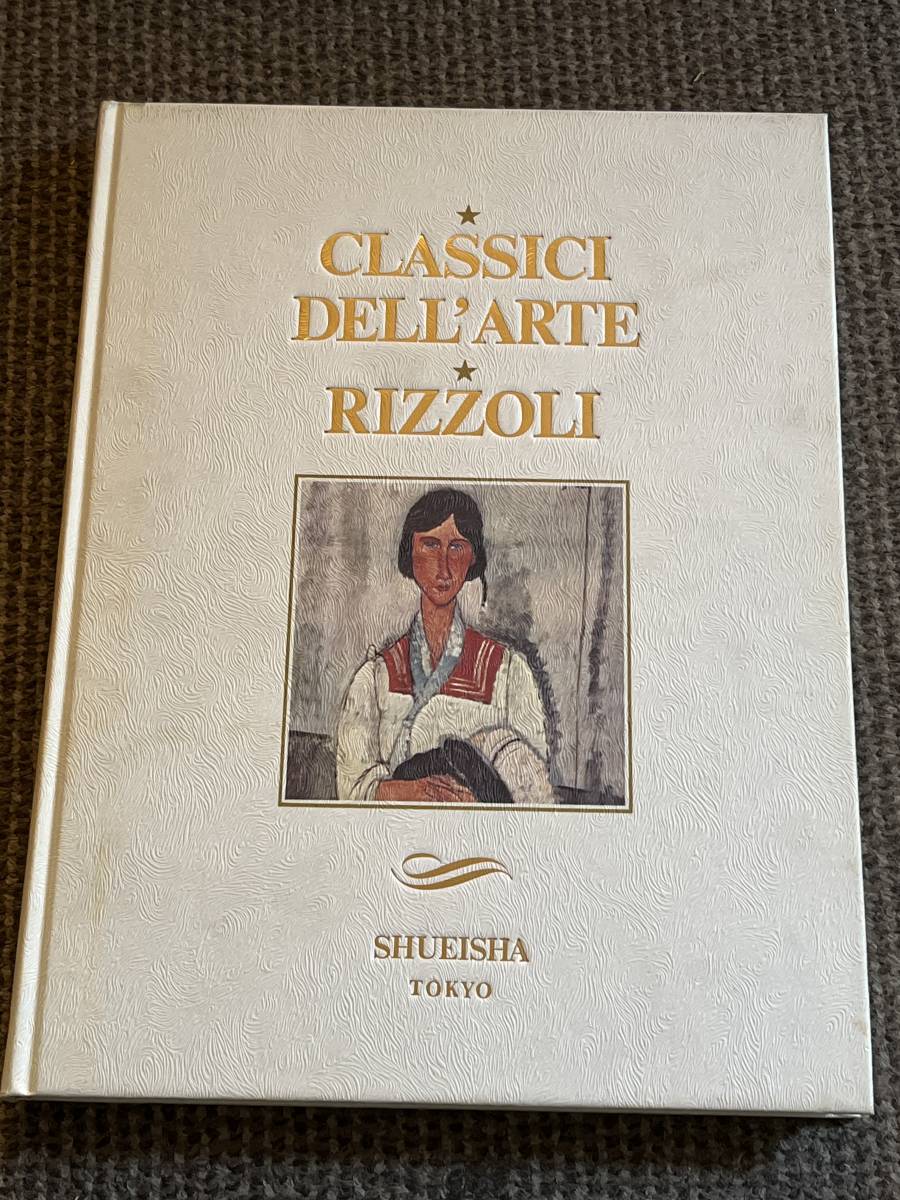 CLASSICI
DELL'ARTE
RIZZOLI
SHUEISHA
TOKYO